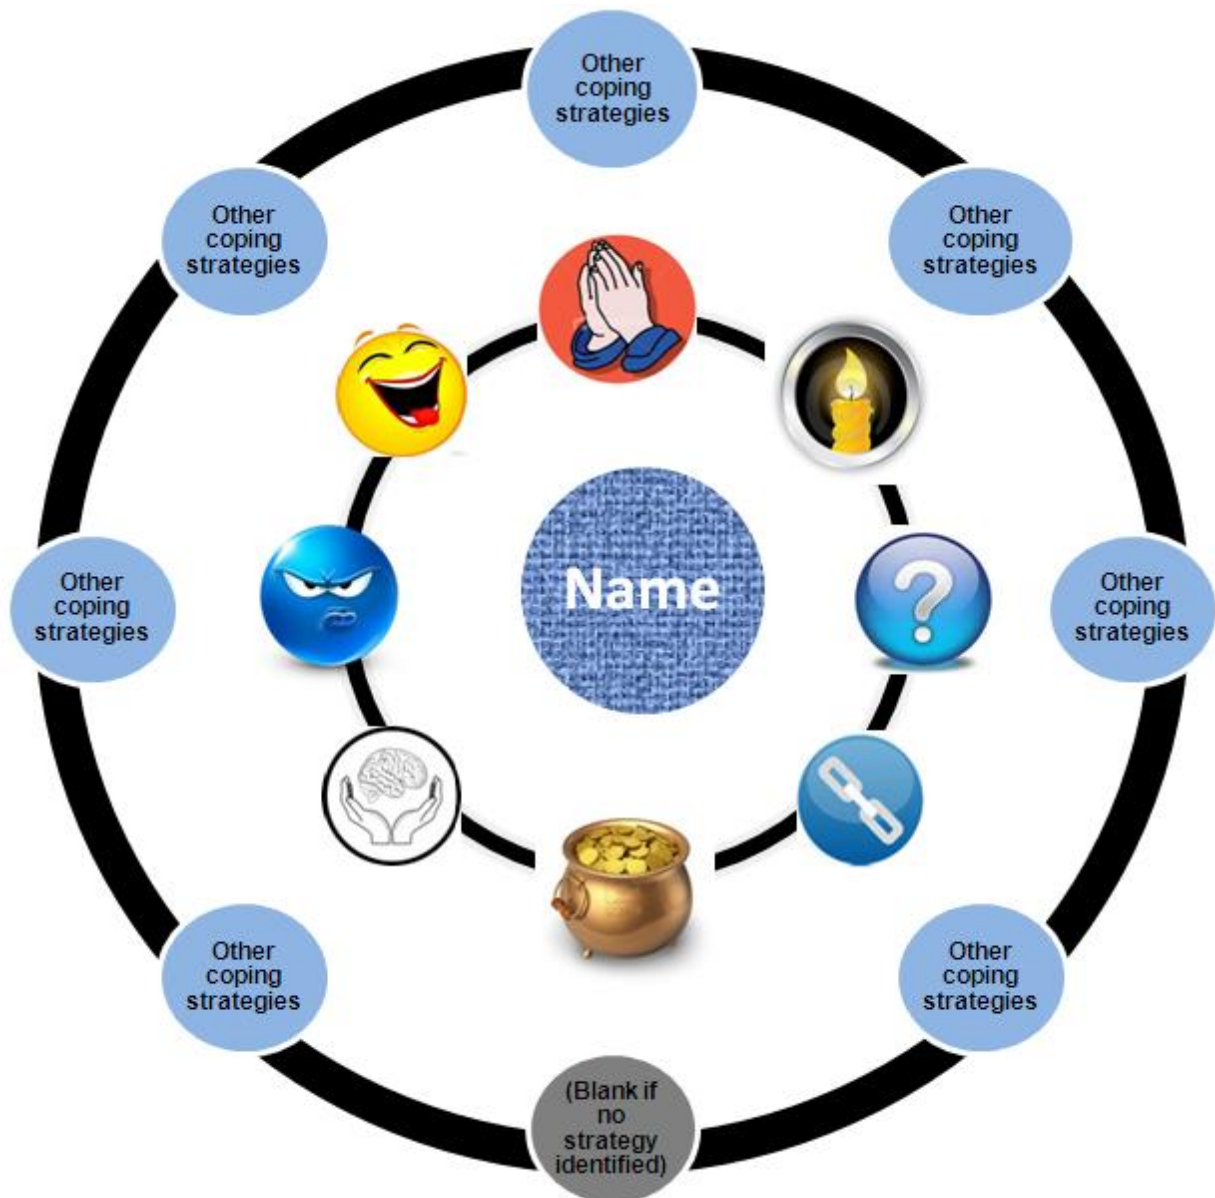 Other
coping
strategies
Other
coping
strategies
Other
coping
strategies
Name
Other
coping
strategies
Other
coping
strategies
Other
coping
strategies
Other
coping
strategies
(Blank if
no
strategy
identified)